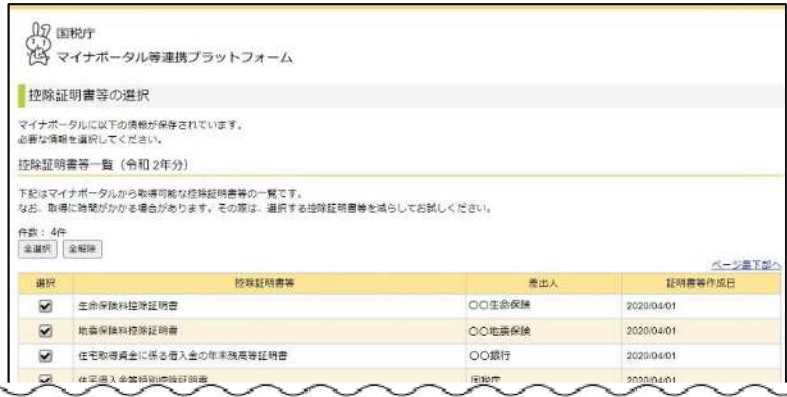 国税庁
マイナポータル等連携プラットフォーム
控除証明書等の選択
マイナポータルに以下の情報が保存されています。
必要な情報を選択してください。
控除証明書等一覧（令和2年分）
下記はマイナポータルから取得可能な控除証明書等の一覧です。
なお、取得に時間がかかる場合があります。その際は、選択する控除証明書等を減らしてお試しください。
件数：4件
全選択 全解除
ページ最下部へ
選択 控除証明書等 差出人 証明書等作成日
生命保険料控除証明書 〇〇生命保険 2020/04/01
地震保険料控除証明書 〇〇地震保険 2020/04/01
住宅取得資金に係る借入金の年末残高等証明書 〇〇銀行 2020/04/01
住宅借入金等特別控除証明書 国税庁 2020/04/01